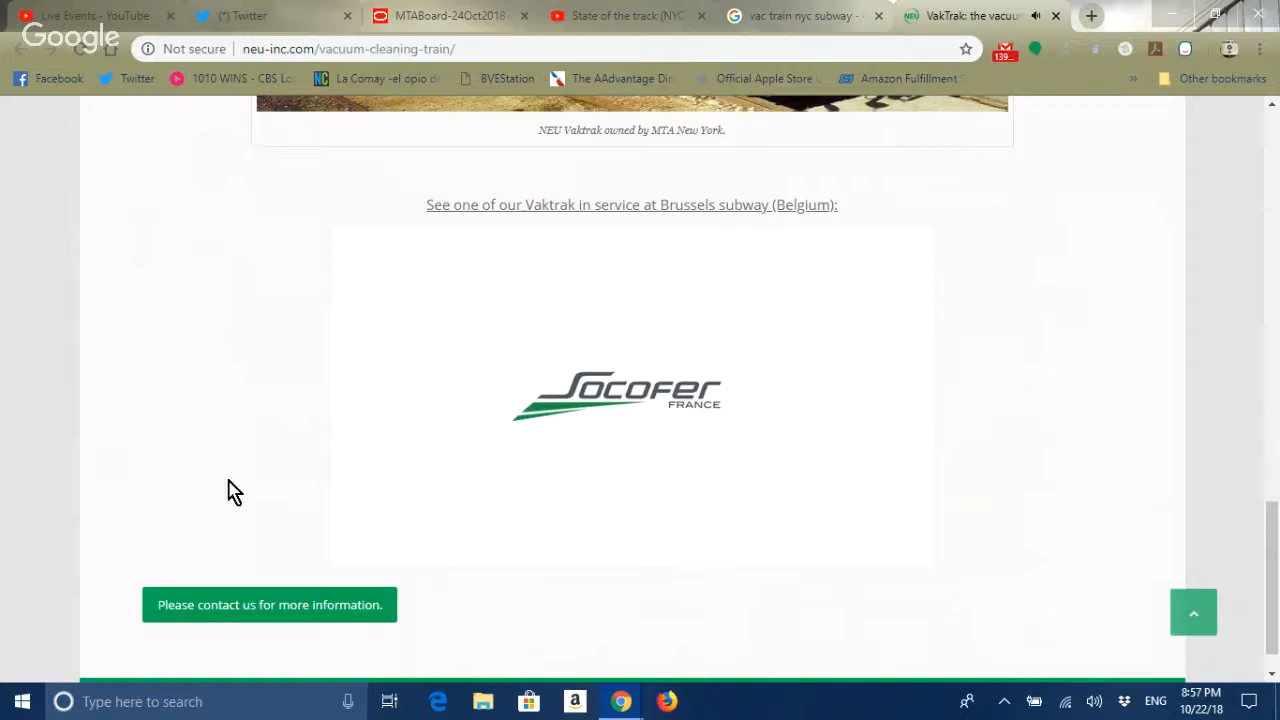 Live Events - YouTube
(*) Twitter
MTABoard-24Oct2018-
State of the track (NYC
vac train nyc subway -
NEU
VakTrak: the vacuu
Google
Not secure
neu-inc.com/vacuum-cleaning-train/
139...
Facebook
Twitter
1010 WINS - CBS Lo
NC
La Comay -el opio d
BVEStation
The AAdvantage Di
Official Apple Store
Amazon Fulfillment
»
Other bookmarks
NEU Vaktrak owned by MTA New York.
See one of our Vaktrak in service at Brussels subway (Belgium):
Socofer
FRANCE
Please contact us for more information.
Type here to search
a
ENG
8:57 PM
10/22/18